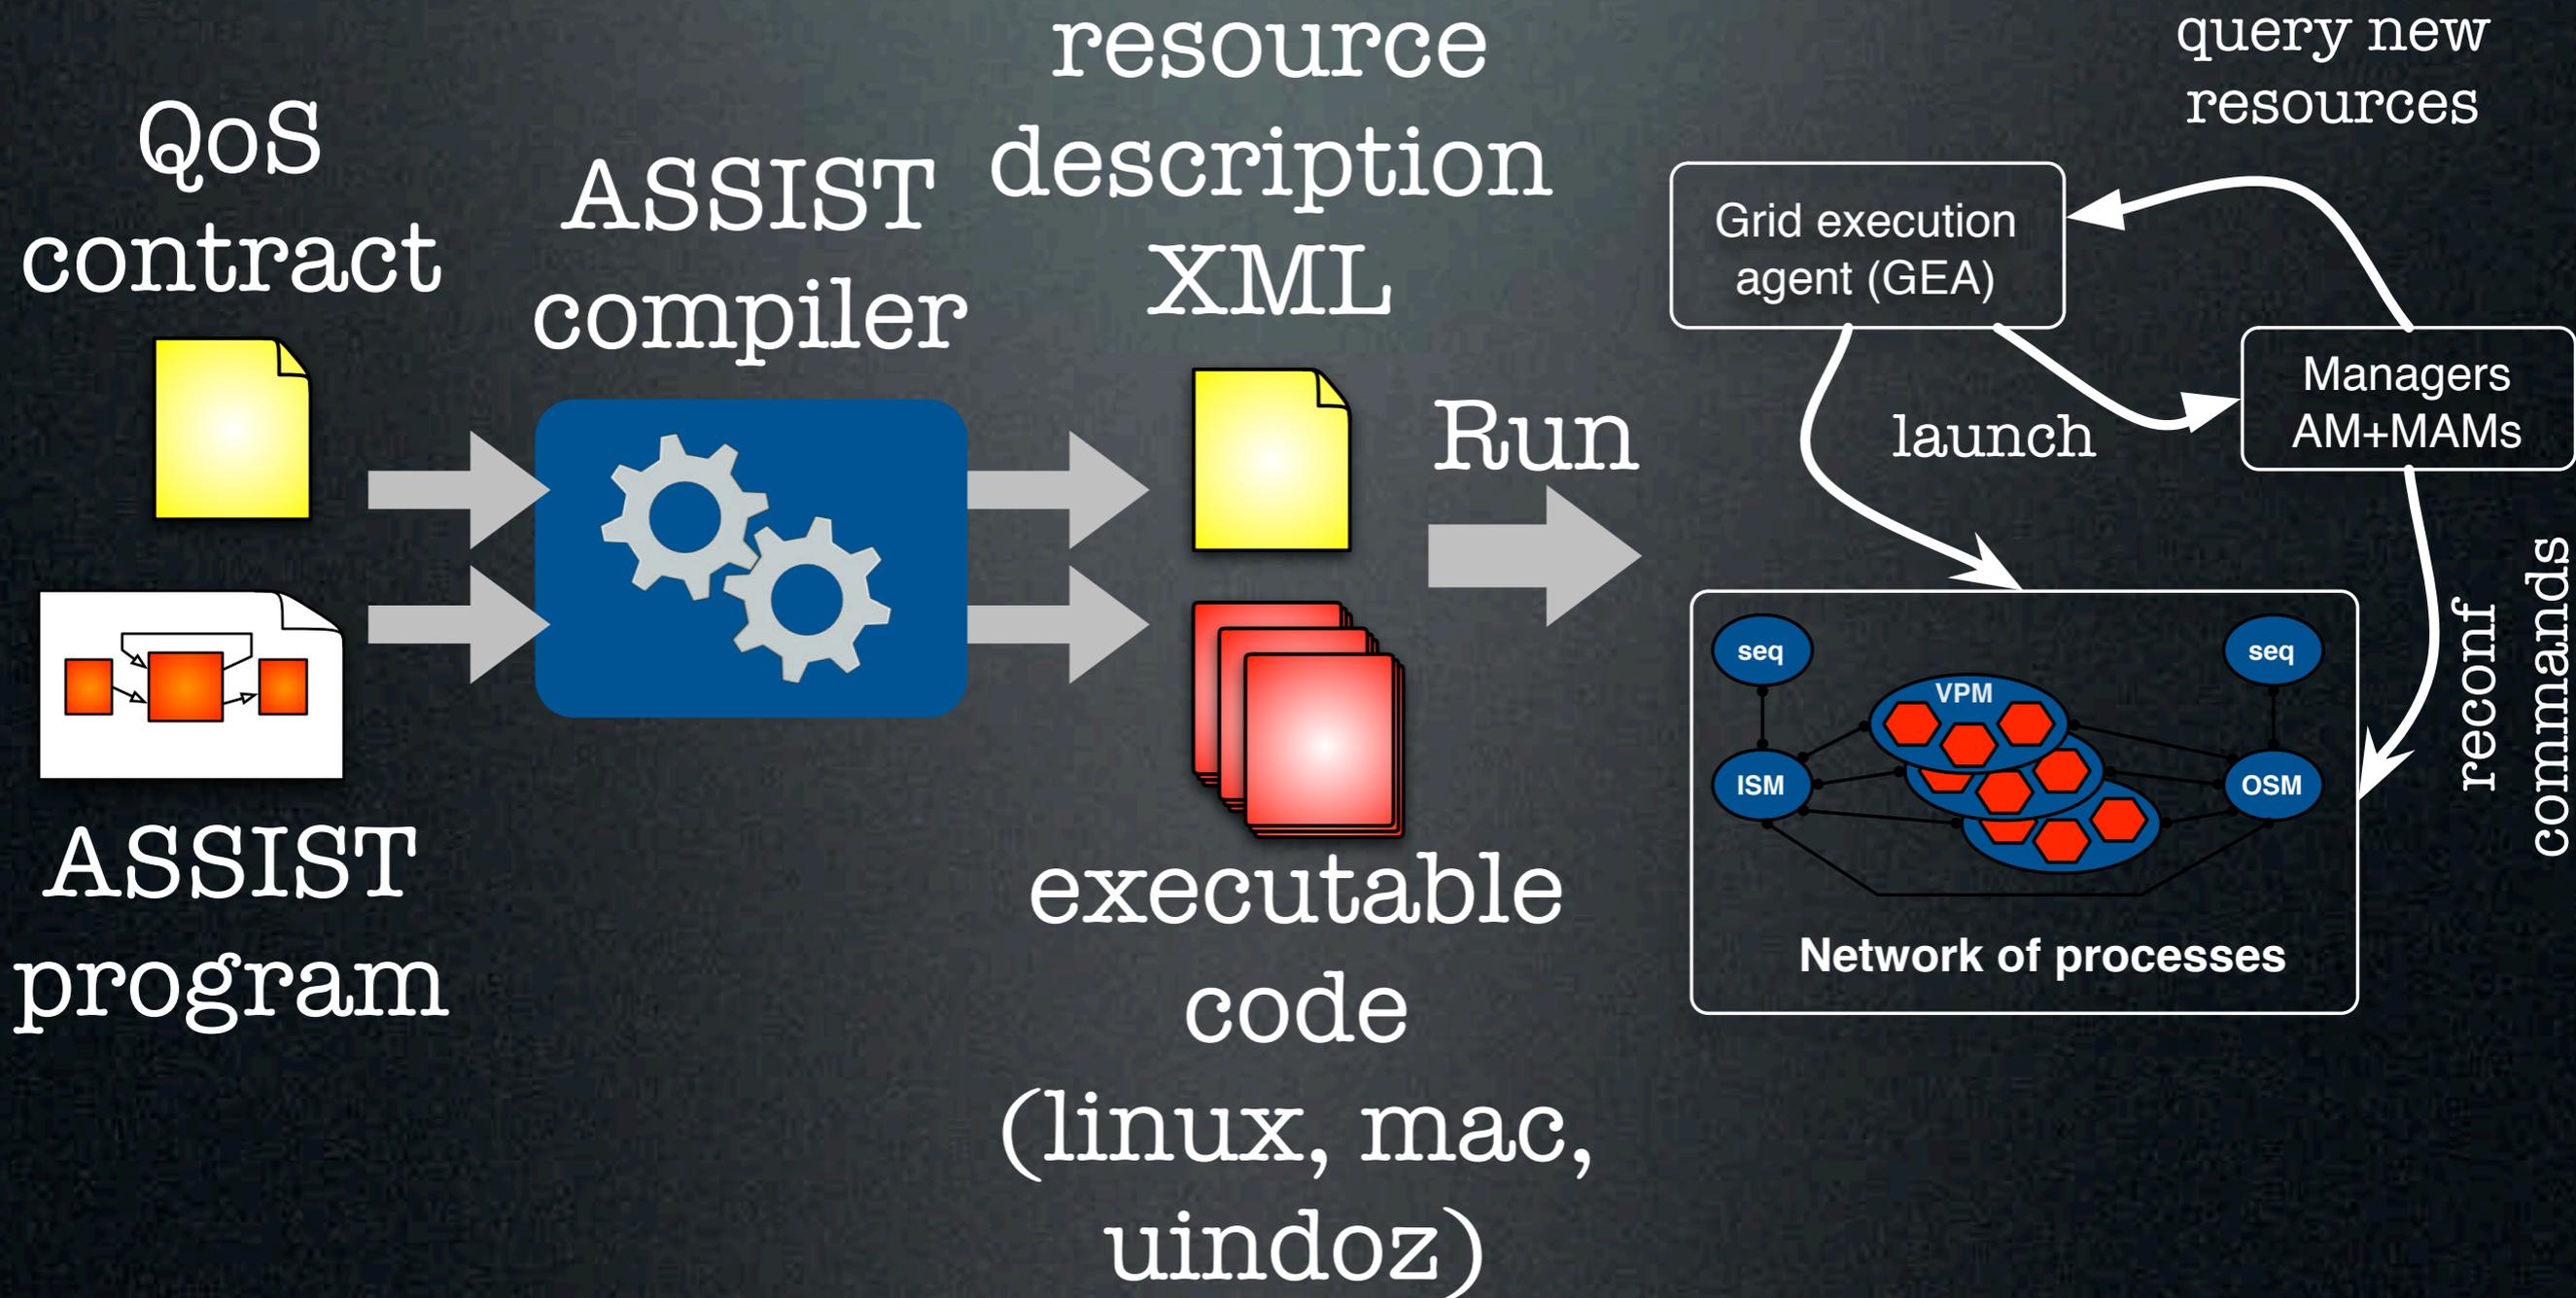 QoS
contract
ASSIST
program
ASSIST
compiler
resource
description
XML
executable
code
(linux, mac,
uindoz)
Run
query new
resources
Grid execution
agent (GEA)
Managers
AM+MAMs
launch
reconf
commands
seq
seq
VPM
ISM
OSM
Network of processes